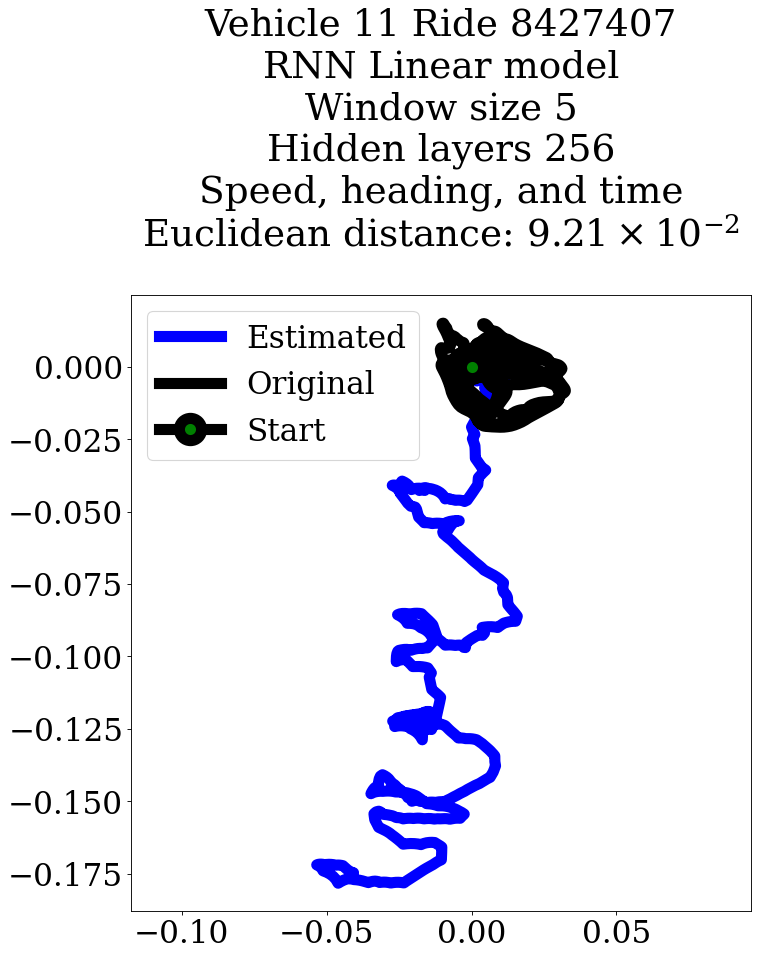 Vehicle 11 Ride 8427407
RNN Linear model
Window size 5
Hidden layers 256
Speed, heading, and time
Euclidean distance: 9.21 × 10⁻²
Estimated
Original
Start
0.000
−0.025
−0.050
−0.075
−0.100
−0.125
−0.150
−0.175
−0.10
−0.05
0.00
0.05